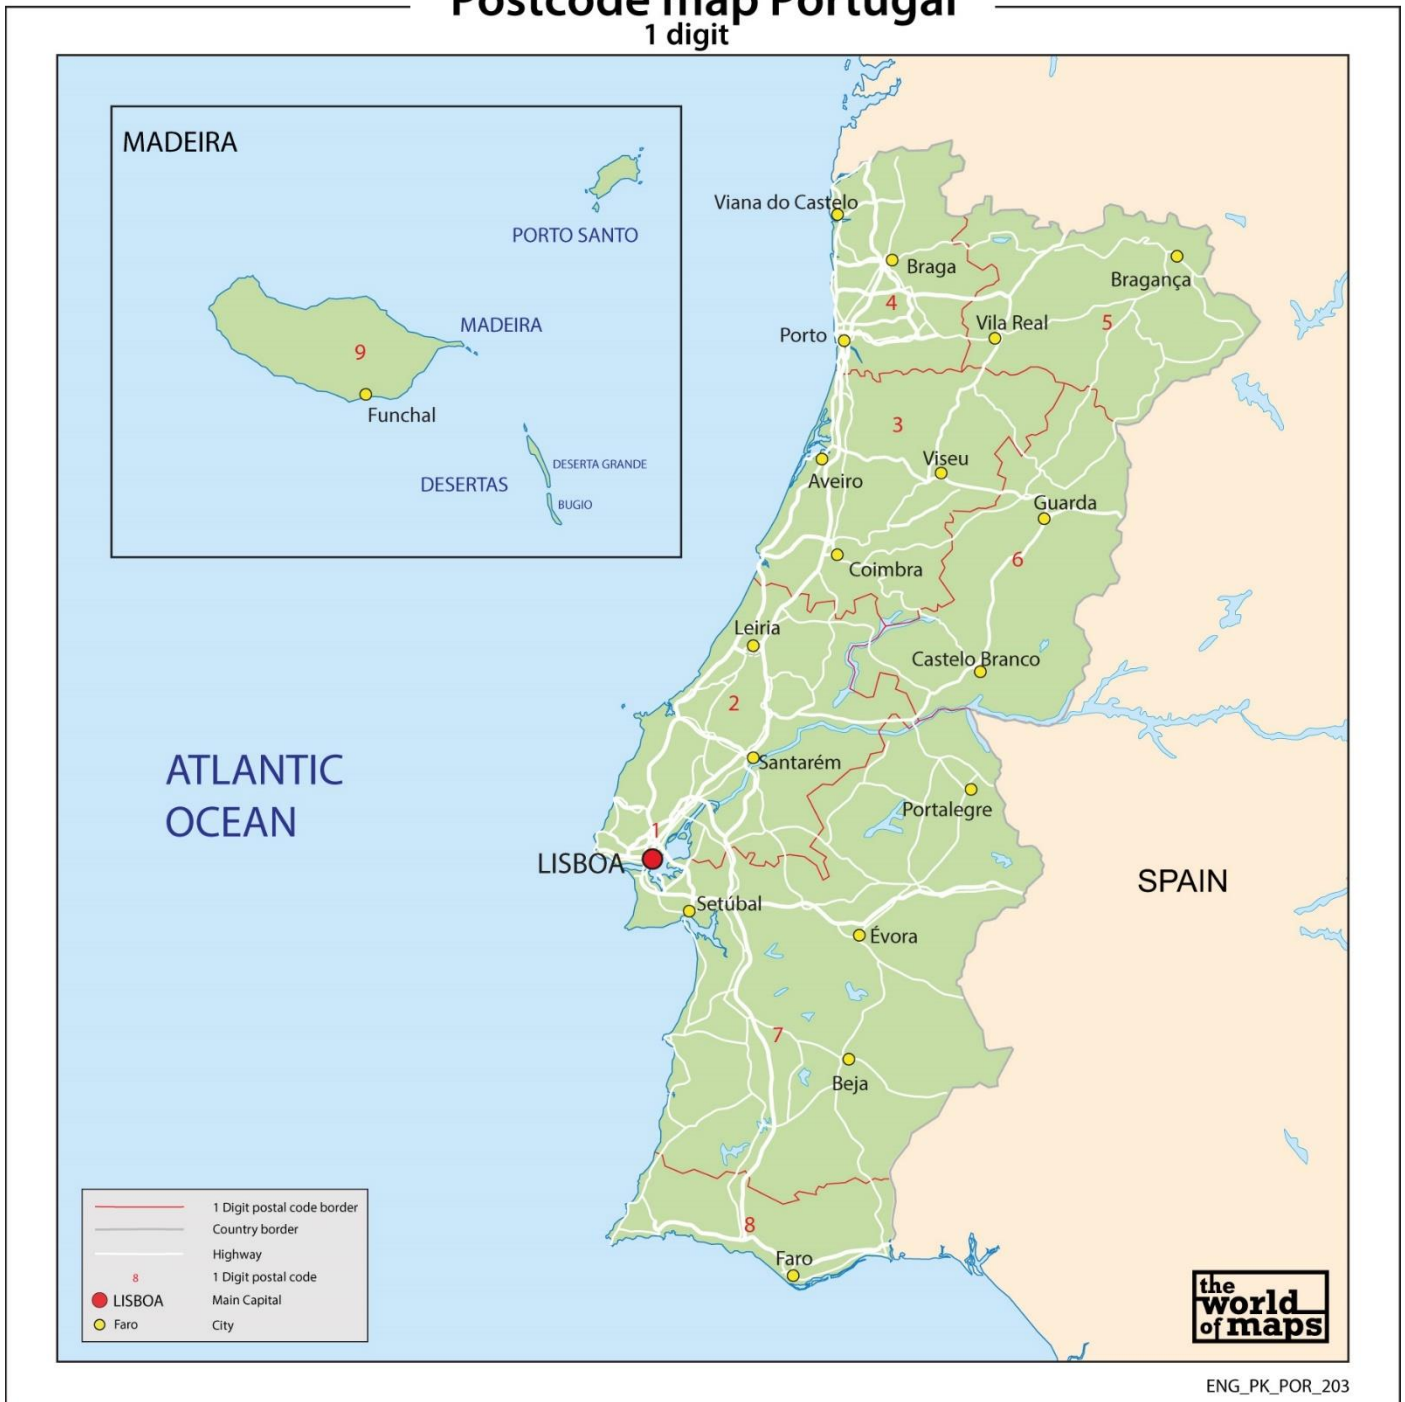 Postcode map Portugal
1 digit
MADEIRA
PORTO SANTO
MADEIRA
9
Funchal
DESERTAS
DESERTA GRANDE
BUGIO
Viana do Castelo
Braga
Bragança
4
5
Porto
Vila Real
3
Viseu
Aveiro
Guarda
6
Coimbra
Leiria
Castelo Branco
2
Santarém
ATLANTIC
OCEAN
Portalegre
1
LISBOA
SPAIN
Setúbal
Évora
7
Beja
8
Faro
1 Digit postal code border
Country border
Highway
8 1 Digit postal code
LISBOA Main Capital
Faro City
the
world
of maps
ENG_PK_POR_203